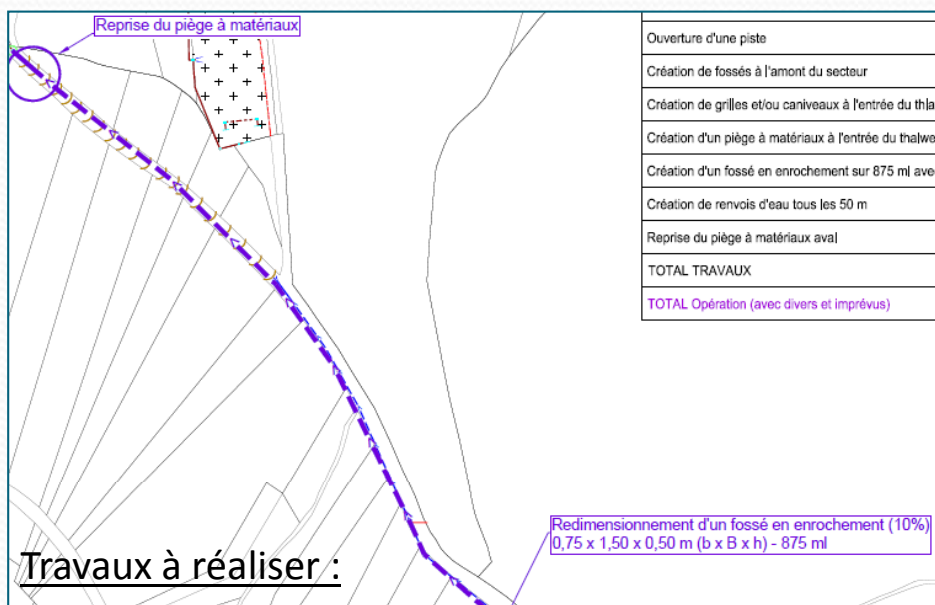 Reprise du piège à matériaux
Ouverture d'une piste
Création de fossés à l'amont du secteur
Création de grilles et/ou caniveaux à l'entrée du thla
Création d'un piège à matériaux à l'entrée du thalwe
Création d'un fossé en enrochement sur 875 ml avec
Création de renvois d'eau tous les 50 m
Reprise du piège à matériaux aval
TOTAL TRAVAUX
TOTAL Opération (avec divers et imprévus)
Redimensionnement d'un fossé en enrochement (10%)
0,75 x 1,50 x 0,50 m (b x B x h) - 875 ml
Travaux à réaliser :